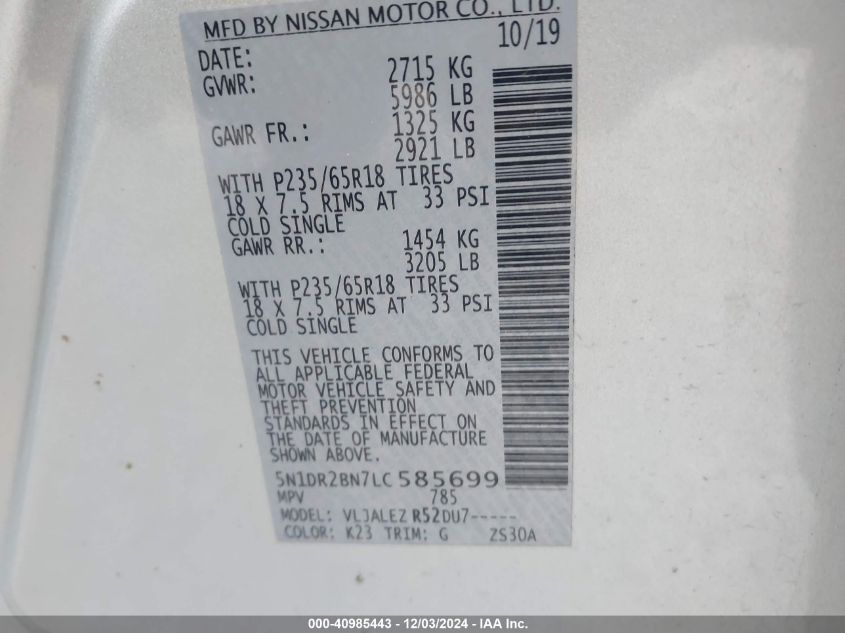 MFD BY NISSAN MOTOR CO., LTD.
DATE: 10/19
GVWR: 2715 KG
5986 LB
GAWR FR.: 1325 KG
2921 LB
WITH P235/65R18 TIRES
18 X 7.5 RIMS AT 33 PSI
COLD SINGLE
GAWR RR.: 1454 KG
3205 LB
WITH P235/65R18 TIRES
18 X 7.5 RIMS AT 33 PSI
COLD SINGLE
THIS VEHICLE CONFORMS TO
ALL APPLICABLE FEDERAL
MOTOR VEHICLE SAFETY AND
THEFT PREVENTION
STANDARDS IN EFFECT ON
THE DATE OF MANUFACTURE
SHOWN ABOVE.
5N1DR2BN7LC585699
MPV 785
MODEL: VLJALEZ R52DU7-----
COLOR: K23 TRIM: G ZS30A
000-40985443 - 12/03/2024 - IAA Inc.